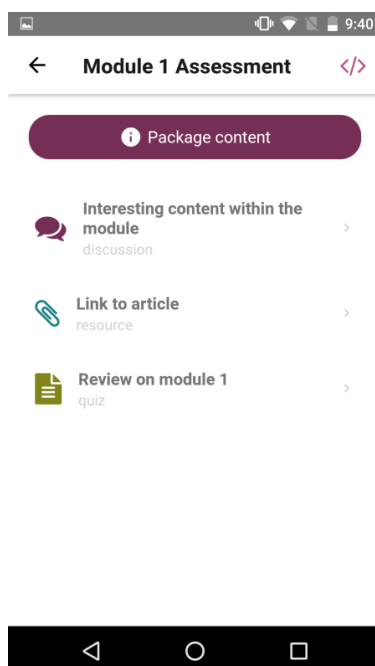 9:40
Module 1 Assessment
</>
Package content
Interesting content within the
module
discussion
Link to article
resource
Review on module 1
quiz